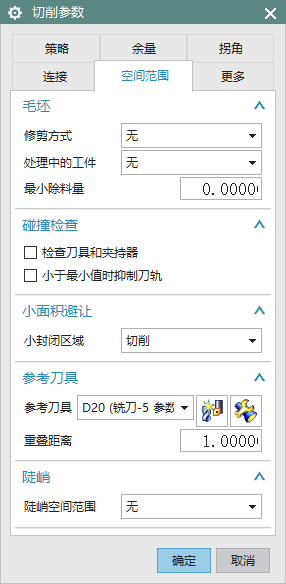 切削参数
策略 余量 拐角
连接 空间范围 更多
毛坯
修剪方式 无
处理中的工件 无
最小除料量 0.0000
碰撞检查
检查刀具和夹持器
小于最小值时抑制刀轨
小面积避让
小封闭区域 切削
参考刀具
参考刀具 D20 (铣刀-5 参数
重叠距离 1.0000
陡峭
陡峭空间范围 无
确定 取消